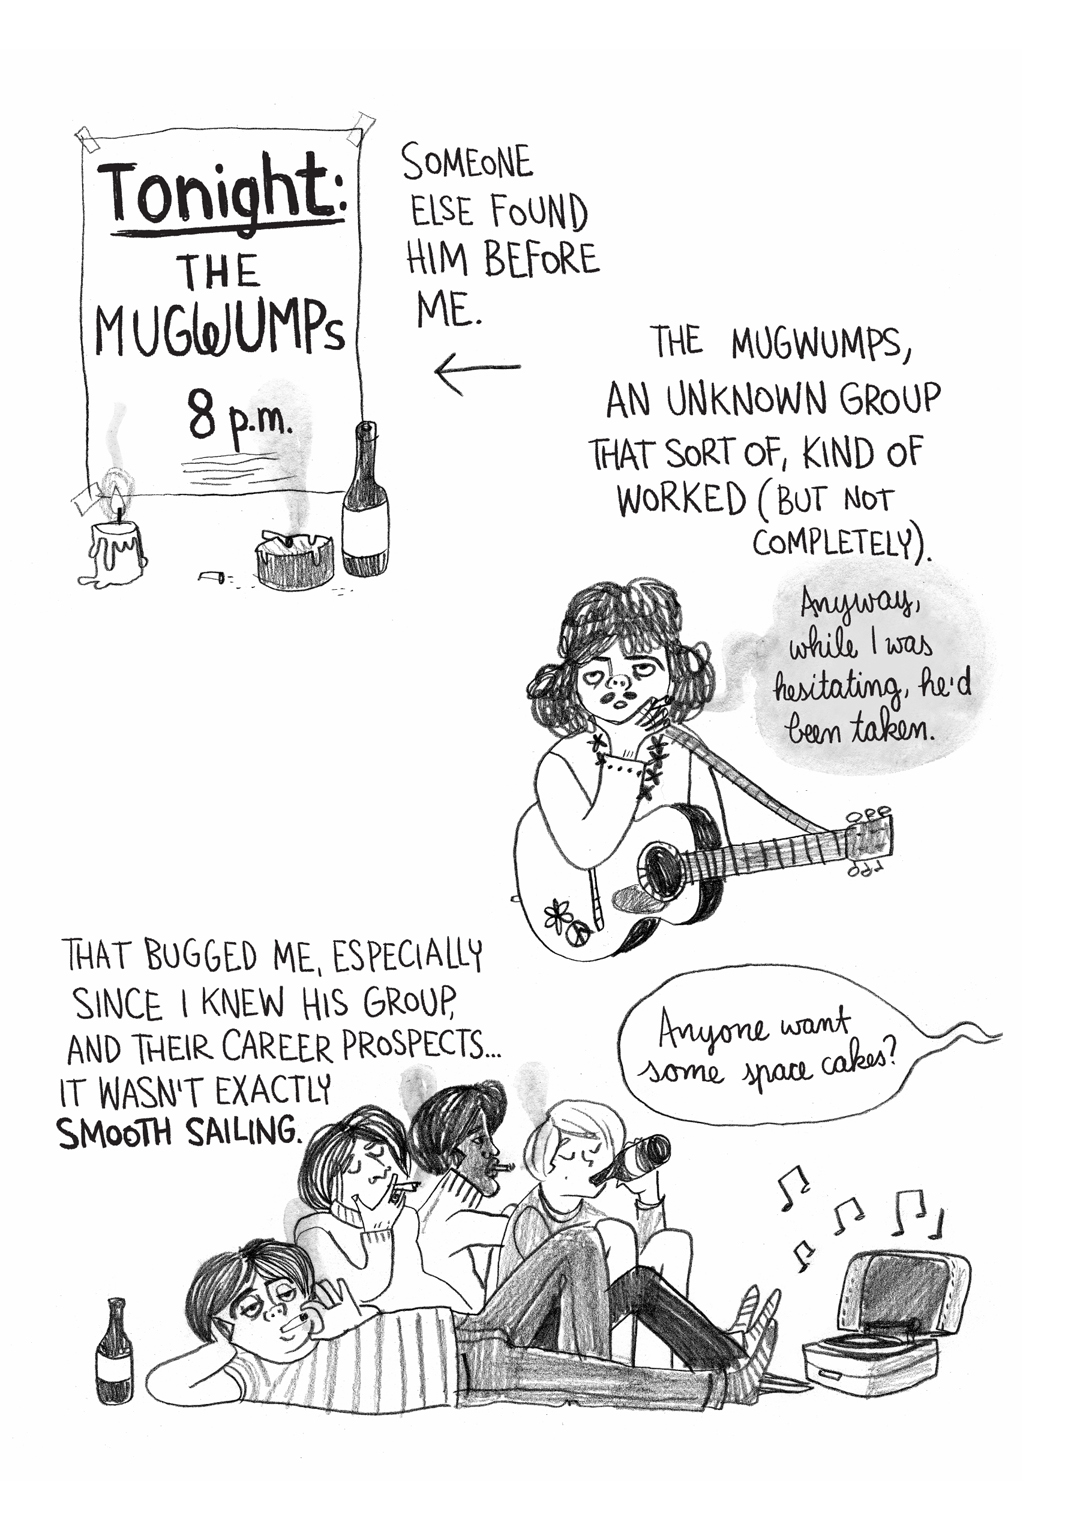 Tonight:
THE
MUGWUMPs
8 p.m.
SOMEONE
ELSE FOUND
HIM BEFORE
ME.
THE MUGWUMPS,
AN UNKNOWN GROUP
THAT SORT OF, KIND OF
WORKED (BUT NOT
COMPLETELY).
Anyway,
while I was
hesitating, he'd
been taken.
THAT BUGGED ME, ESPECIALLY
SINCE I KNEW HIS GROUP,
AND THEIR CAREER PROSPECTS...
IT WASN'T EXACTLY
SMOOTH SAILING.
Anyone want
some space cakes?